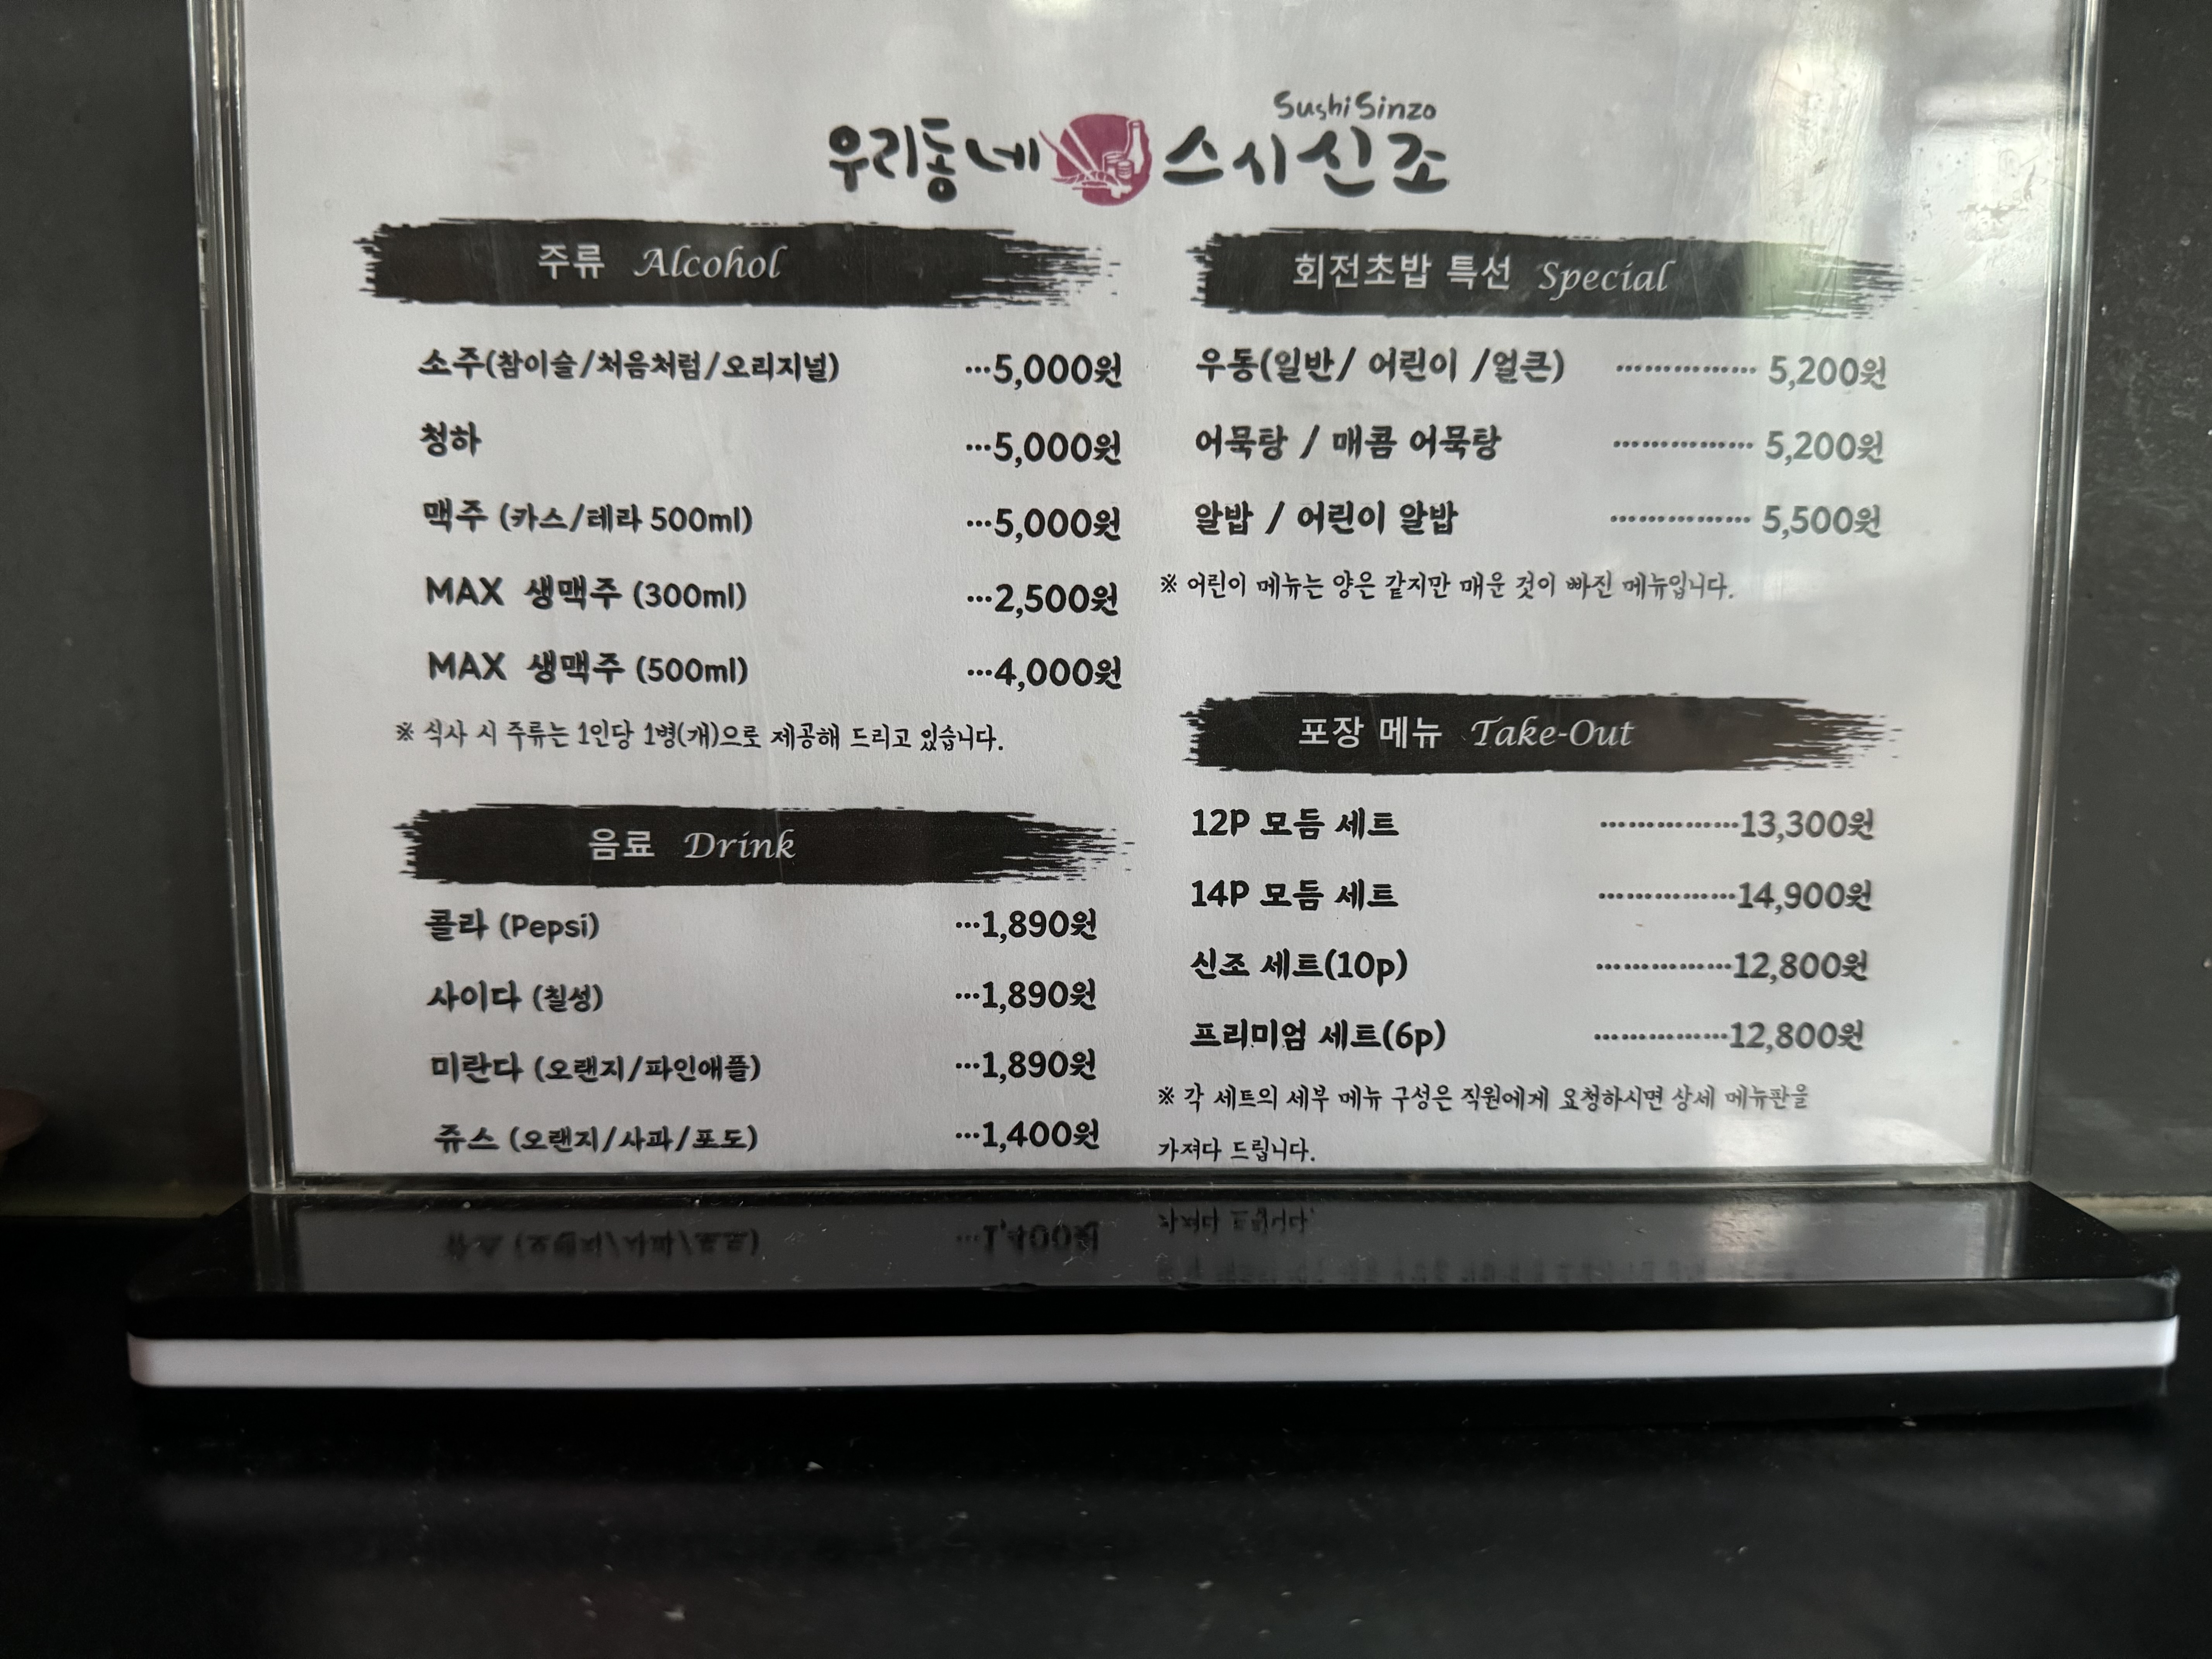 우리동네 스시신조
SushiSinzo
주류 Alcohol
소주(참이슬/처음처럼/오리지널) ···5,000원
청하 ···5,000원
맥주 (카스/테라 500ml) ···5,000원
MAX 생맥주 (300ml) ···2,500원
MAX 생맥주 (500ml) ···4,000원
※ 식사 시 주류는 1인당 1병(개)으로 제공해 드리고 있습니다.
음료 Drink
콜라 (Pepsi) ···1,890원
사이다 (칠성) ···1,890원
미란다 (오랜지/파인애플) ···1,890원
쥬스 (오랜지/사과/포도) ···1,400원
회전초밥 특선 Special
우동(일반/ 어린이 /얼큰) ··············· 5,200원
어묵탕 / 매콤 어묵탕 ··············· 5,200원
알밥 / 어린이 알밥 ··············· 5,500원
※ 어린이 메뉴는 양은 같지만 매운 것이 빠진 메뉴입니다.
포장 메뉴 Take-Out
12P 모듬 세트 ···············13,300원
14P 모듬 세트 ···············14,900원
신조 세트(10p) ···············12,800원
프리미엄 세트(6p) ···············12,800원
※ 각 세트의 세부 메뉴 구성은 직원에게 요청하시면 상세 메뉴판을
가져다 드립니다.